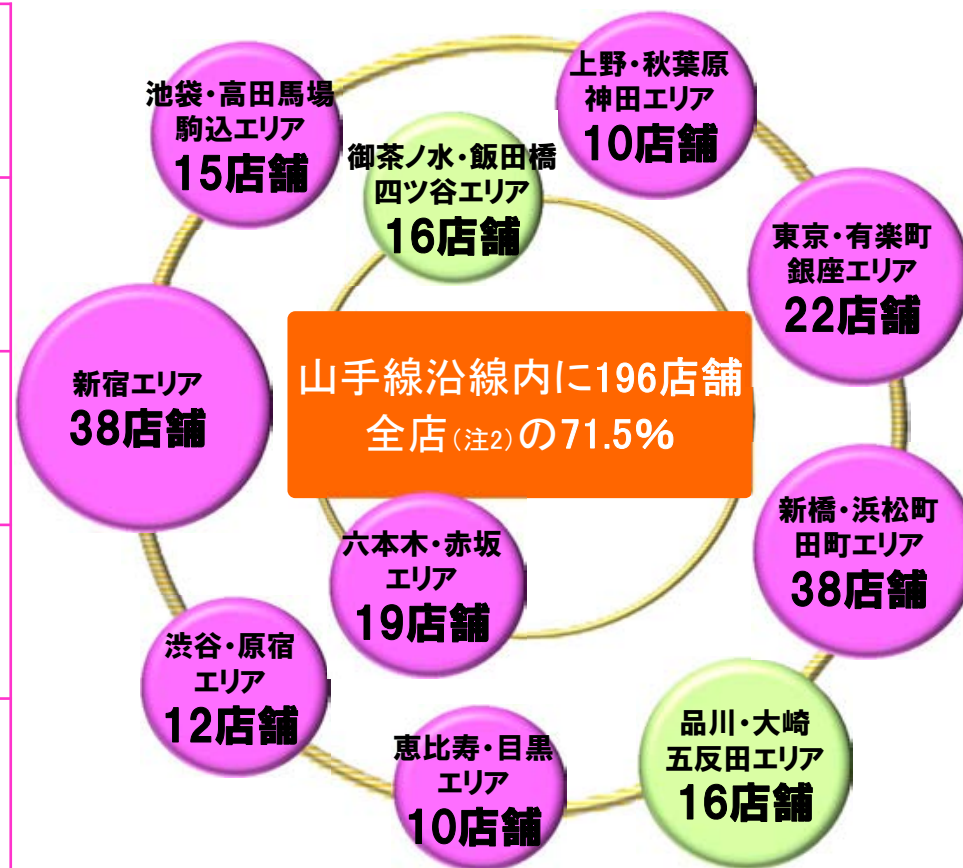 上野・秋葉原
神田エリア
10店舗
池袋・高田馬場
駒込エリア
15店舗
御茶ノ水・飯田橋
四ツ谷エリア
16店舗
東京・有楽町
銀座エリア
22店舗
山手線沿線内に196店舗
全店(注2)の71.5%
新宿エリア
38店舗
新橋・浜松町
田町エリア
38店舗
六本木・赤坂
エリア
19店舗
渋谷・原宿
エリア
12店舗
品川・大崎
五反田エリア
16店舗
恵比寿・目黒
エリア
10店舗